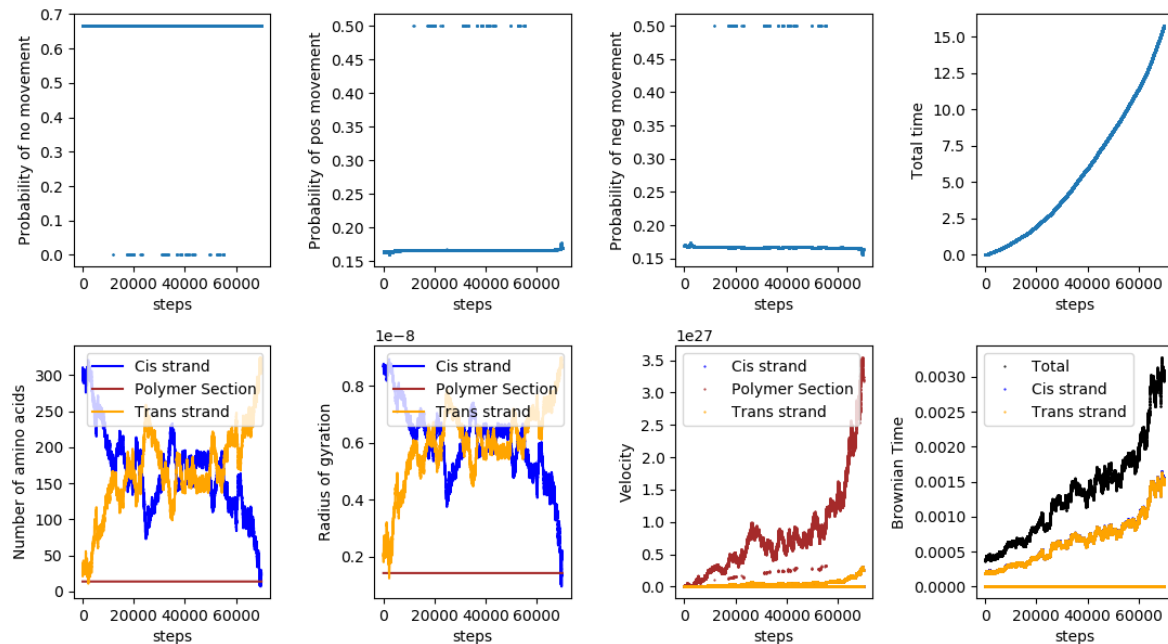 Probability of no movement
0.7
0.6
0.5
0.4
0.3
0.2
0.1
0.0
0 20000 40000 60000
steps
Probability of pos movement
0.50
0.45
0.40
0.35
0.30
0.25
0.20
0.15
0 20000 40000 60000
steps
Probability of neg movement
0.50
0.45
0.40
0.35
0.30
0.25
0.20
0.15
0 20000 40000 60000
steps
Total time
15.0
12.5
10.0
7.5
5.0
2.5
0.0
0 20000 40000 60000
steps
Number of amino acids
300
250
200
150
100
50
0
Cis strand
Polymer Section
Trans strand
0 20000 40000 60000
steps
1e−8
Radius of gyration
0.8
0.6
0.4
0.2
Cis strand
Polymer Section
Trans strand
0 20000 40000 60000
steps
1e27
Velocity
3.5
3.0
2.5
2.0
1.5
1.0
0.5
0.0
Cis strand
Polymer Section
Trans strand
0 20000 40000 60000
steps
Brownian Time
0.0030
0.0025
0.0020
0.0015
0.0010
0.0005
0.0000
Total
Cis strand
Trans strand
0 20000 40000 60000
steps